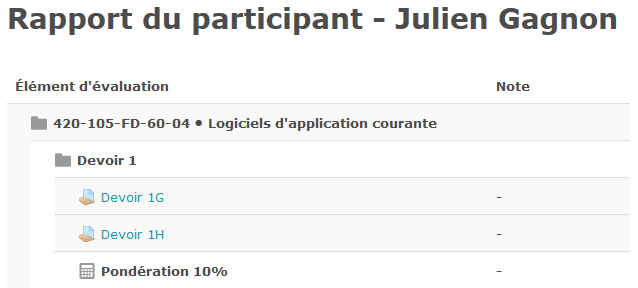 Rapport du participant - Julien Gagnon
Élément d'évaluation Note
420-105-FD-60-04 • Logiciels d'application courante
Devoir 1
Devoir 1G -
Devoir 1H -
Pondération 10% -